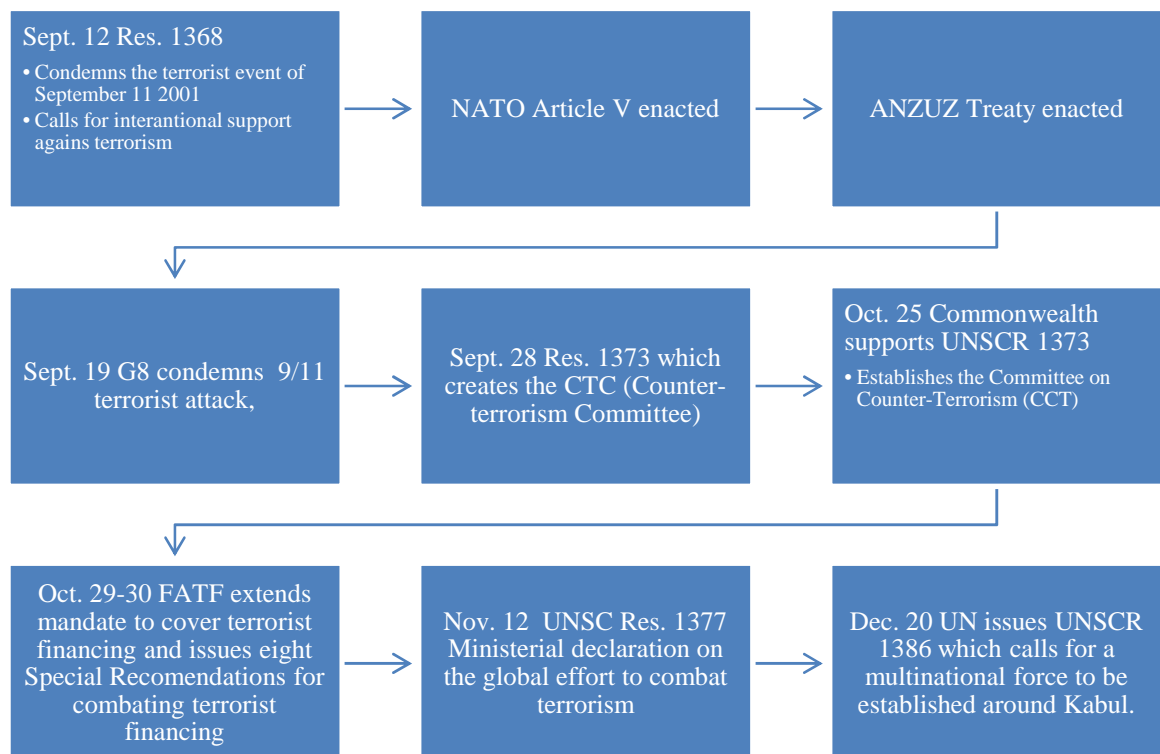 Sept. 12 Res. 1368
• Condemns the terrorist event of
September 11 2001
• Calls for interantional support
agains terrorism
NATO Article V enacted
ANZUZ Treaty enacted
Sept. 19 G8 condemns 9/11
terrorist attack,
Sept. 28 Res. 1373 which
creates the CTC (Counter-
terrorism Committee)
Oct. 25 Commonwealth
supports UNSCR 1373
• Establishes the Committee on
Counter-Terrorism (CCT)
Oct. 29-30 FATF extends
mandate to cover terrorist
financing and issues eight
Special Recomendations for
combating terrorist
financing
Nov. 12 UNSC Res. 1377
Ministerial declaration on
the global effort to combat
terrorism
Dec. 20 UN issues UNSCR
1386 which calls for a
multinational force to be
established around Kabul.